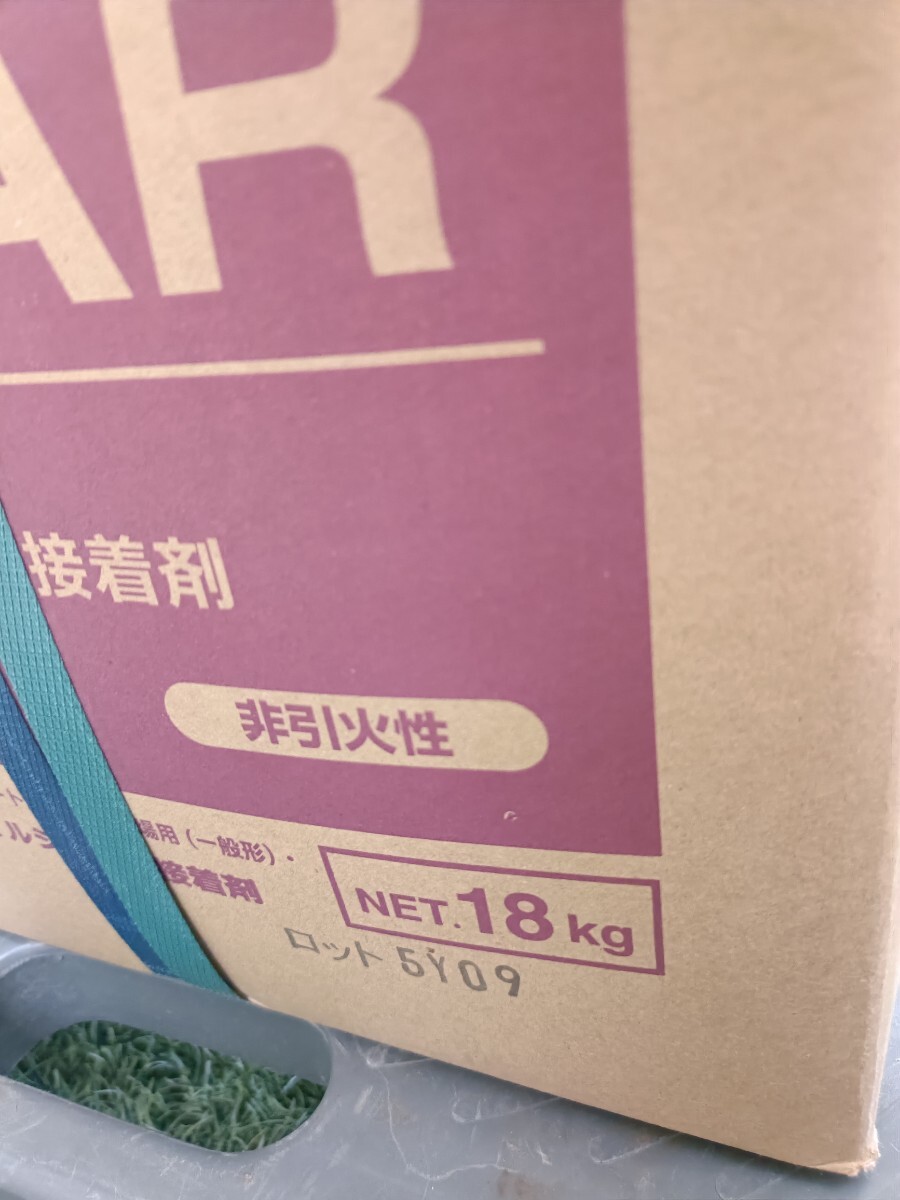 AR
接着剤
非引火性
用(一般形)・
接着剤
NET.18kg
ロット 5Y09